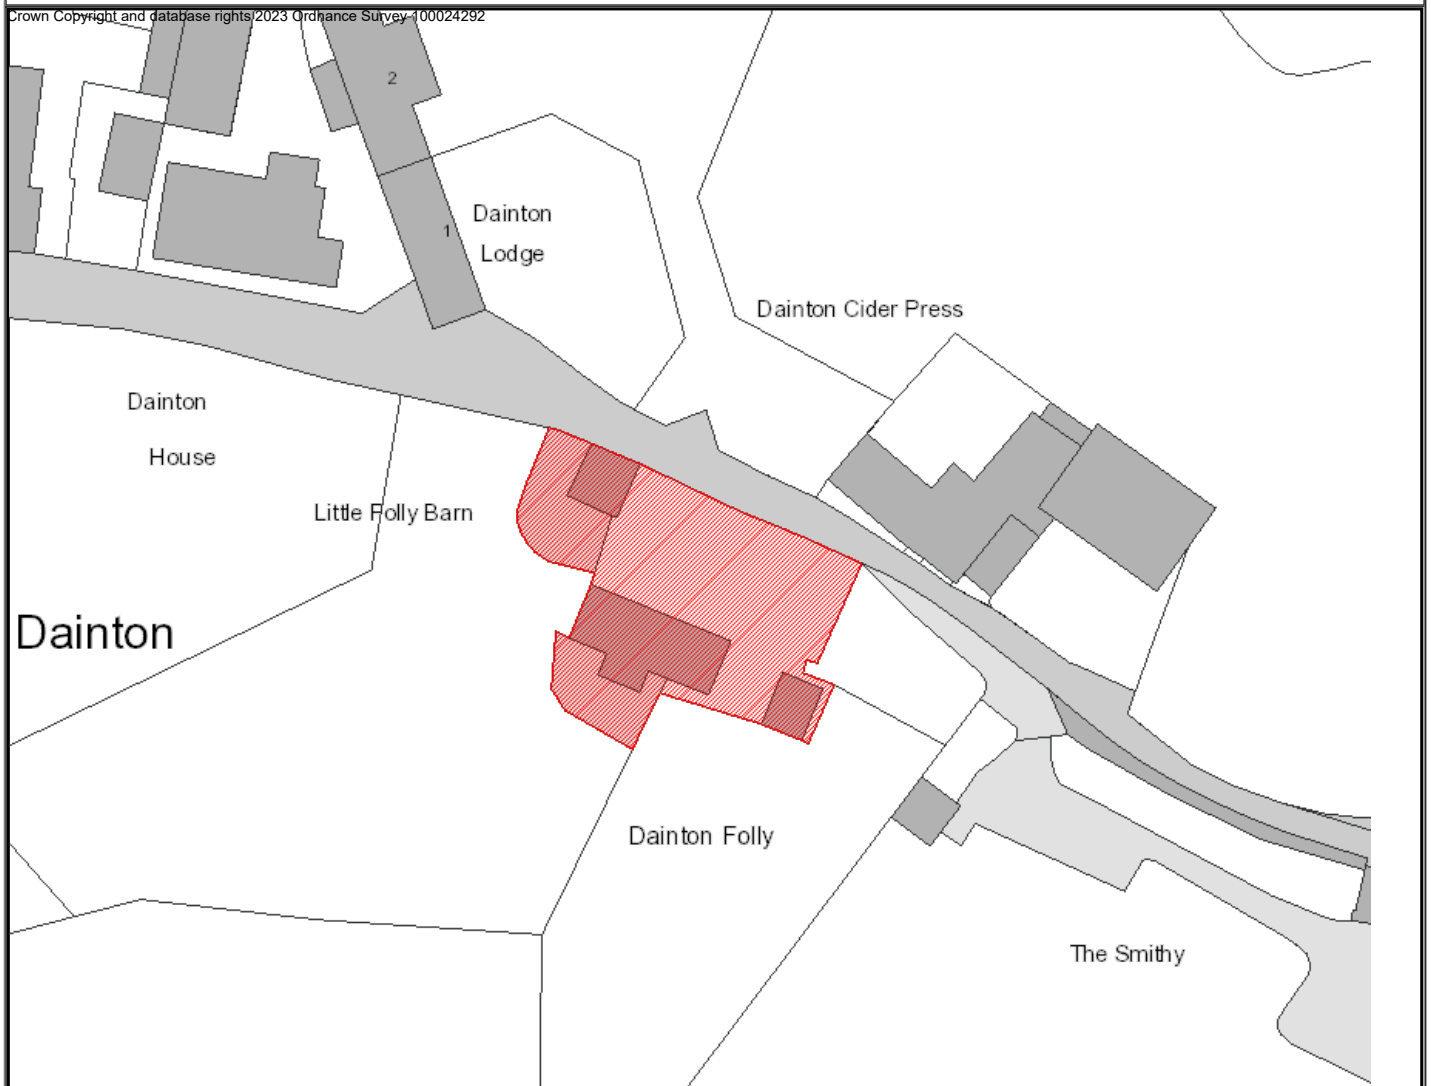 Crown Copyright and database rights 2023 Ordnance Survey 100024292
2
Dainton
Lodge
1
Dainton Cider Press
Dainton
House
Little Folly Barn
Dainton
Dainton Folly
The Smithy